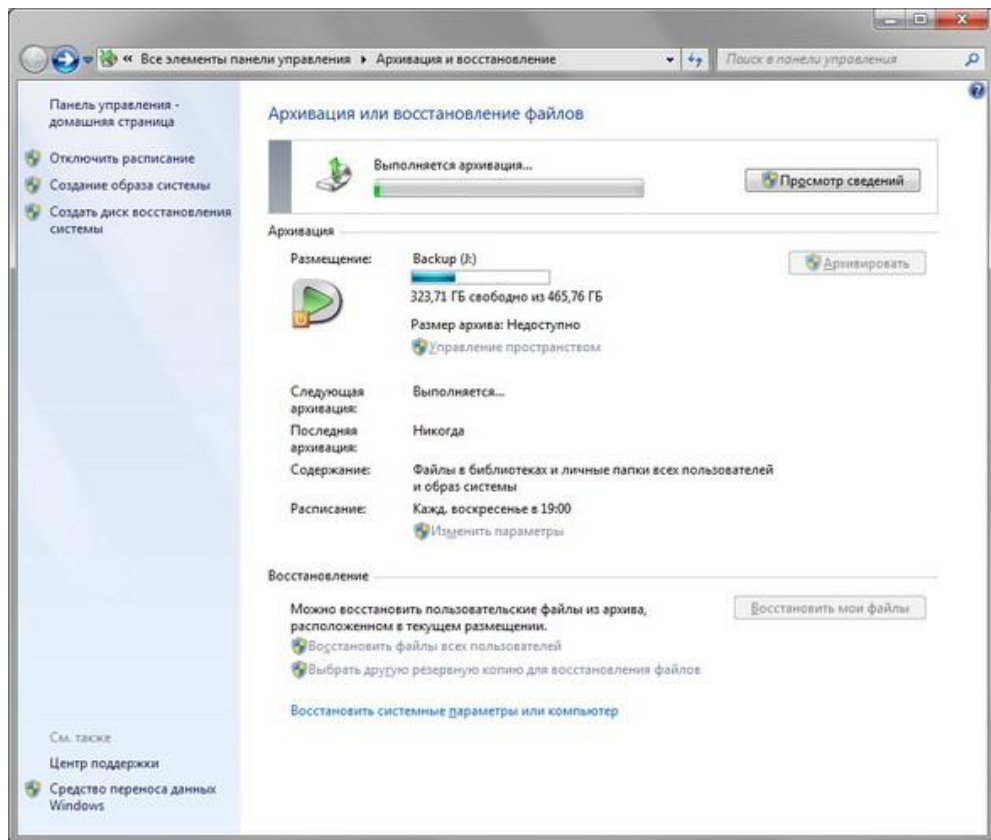 « Все элементы панели управления ▸ Архивация и восстановление
Поиск в панели управления
Панель управления -
домашняя страница
Отключить расписание
Создание образа системы
Создать диск восстановления
системы
Архивация или восстановление файлов
Выполняется архивация...
Просмотр сведений
Архивация
Размещение:
Backup (J:)
Архивировать
323,71 ГБ свободно из 465,76 ГБ
Размер архива: Недоступно
Управление пространством
Следующая
архивация:
Выполняется...
Последняя
архивация:
Никогда
Содержание:
Файлы в библиотеках и личные папки всех пользователей
и образ системы
Расписание:
Кажд. воскресенье в 19:00
Изменить параметры
Восстановление
Можно восстановить пользовательские файлы из архива,
расположенном в текущем размещении.
Восстановить мои файлы
Восстановить файлы всех пользователей
Выбрать другую резервную копию для восстановления файлов
Восстановить системные параметры или компьютер
См. также
Центр поддержки
Средство переноса данных
Windows